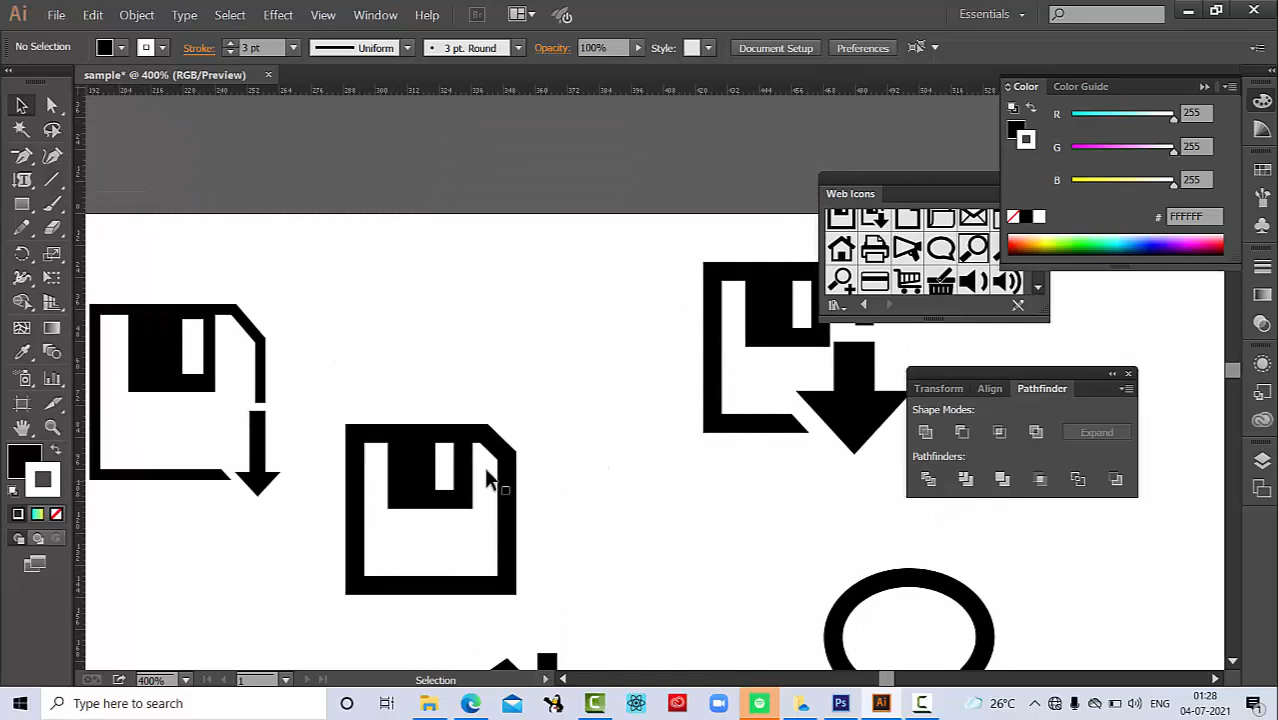 Ai File Edit Object Type Select Effect View Window Help Br Essentials
No Selection Stroke: 3 pt Uniform 3 pt. Round Opacity: 100% Style: Document Setup Preferences
sample* @ 400% (RGB/Preview)
Color Color Guide
R 255
G 255
B 255
# FFFFFF
Web Icons
Transform Align Pathfinder
Shape Modes:
Expand
Pathfinders:
400% 1 Selection
Type here to search
Ps Ai C
26°C
01:28
04-07-2021